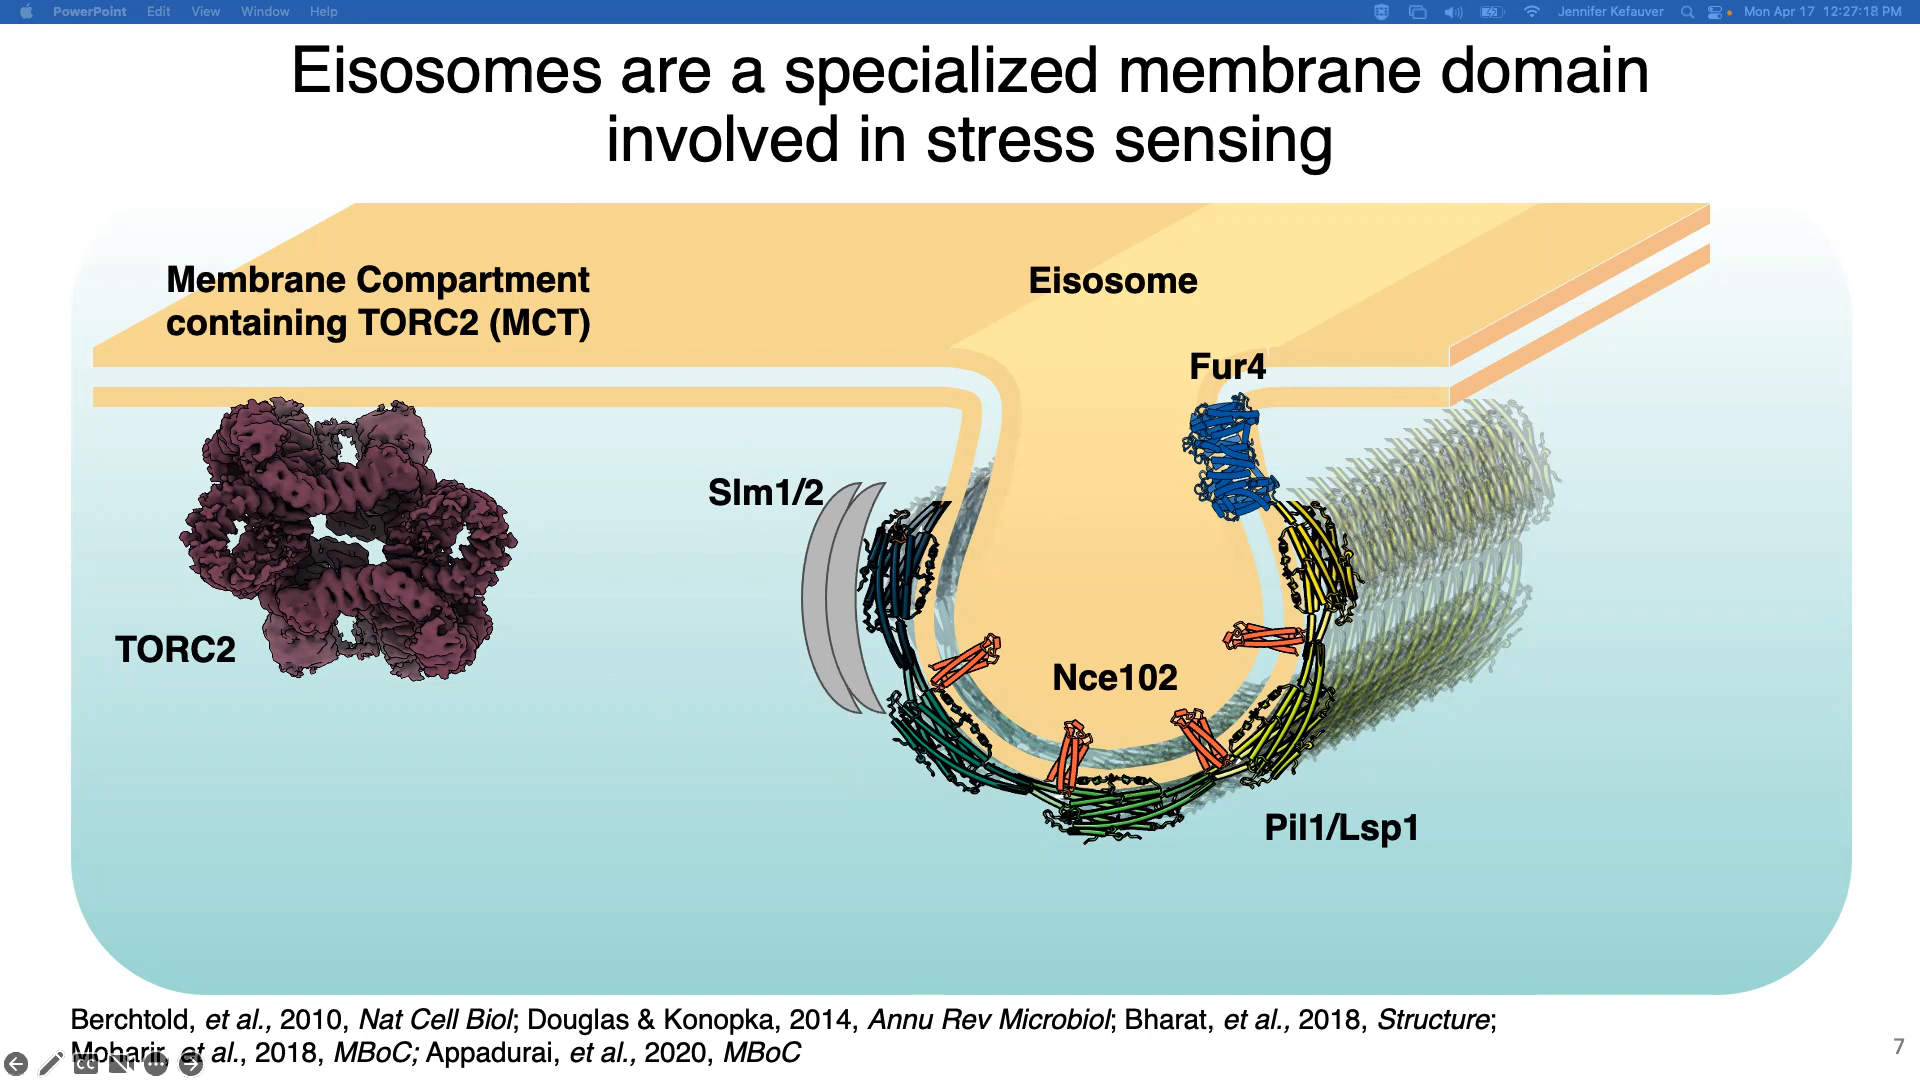 PowerPoint Edit View Window Help Jennifer Kefauver Mon Apr 17 12:27:18 PM
Eisosomes are a specialized membrane domain
involved in stress sensing
Membrane Compartment
containing TORC2 (MCT)
Eisosome
Fur4
Slm1/2
TORC2
Nce102
Pil1/Lsp1
Berchtold, et al., 2010, Nat Cell Biol; Douglas & Konopka, 2014, Annu Rev Microbiol; Bharat, et al., 2018, Structure;
Moharir, et al., 2018, MBoC; Appadurai, et al., 2020, MBoC
CC
7